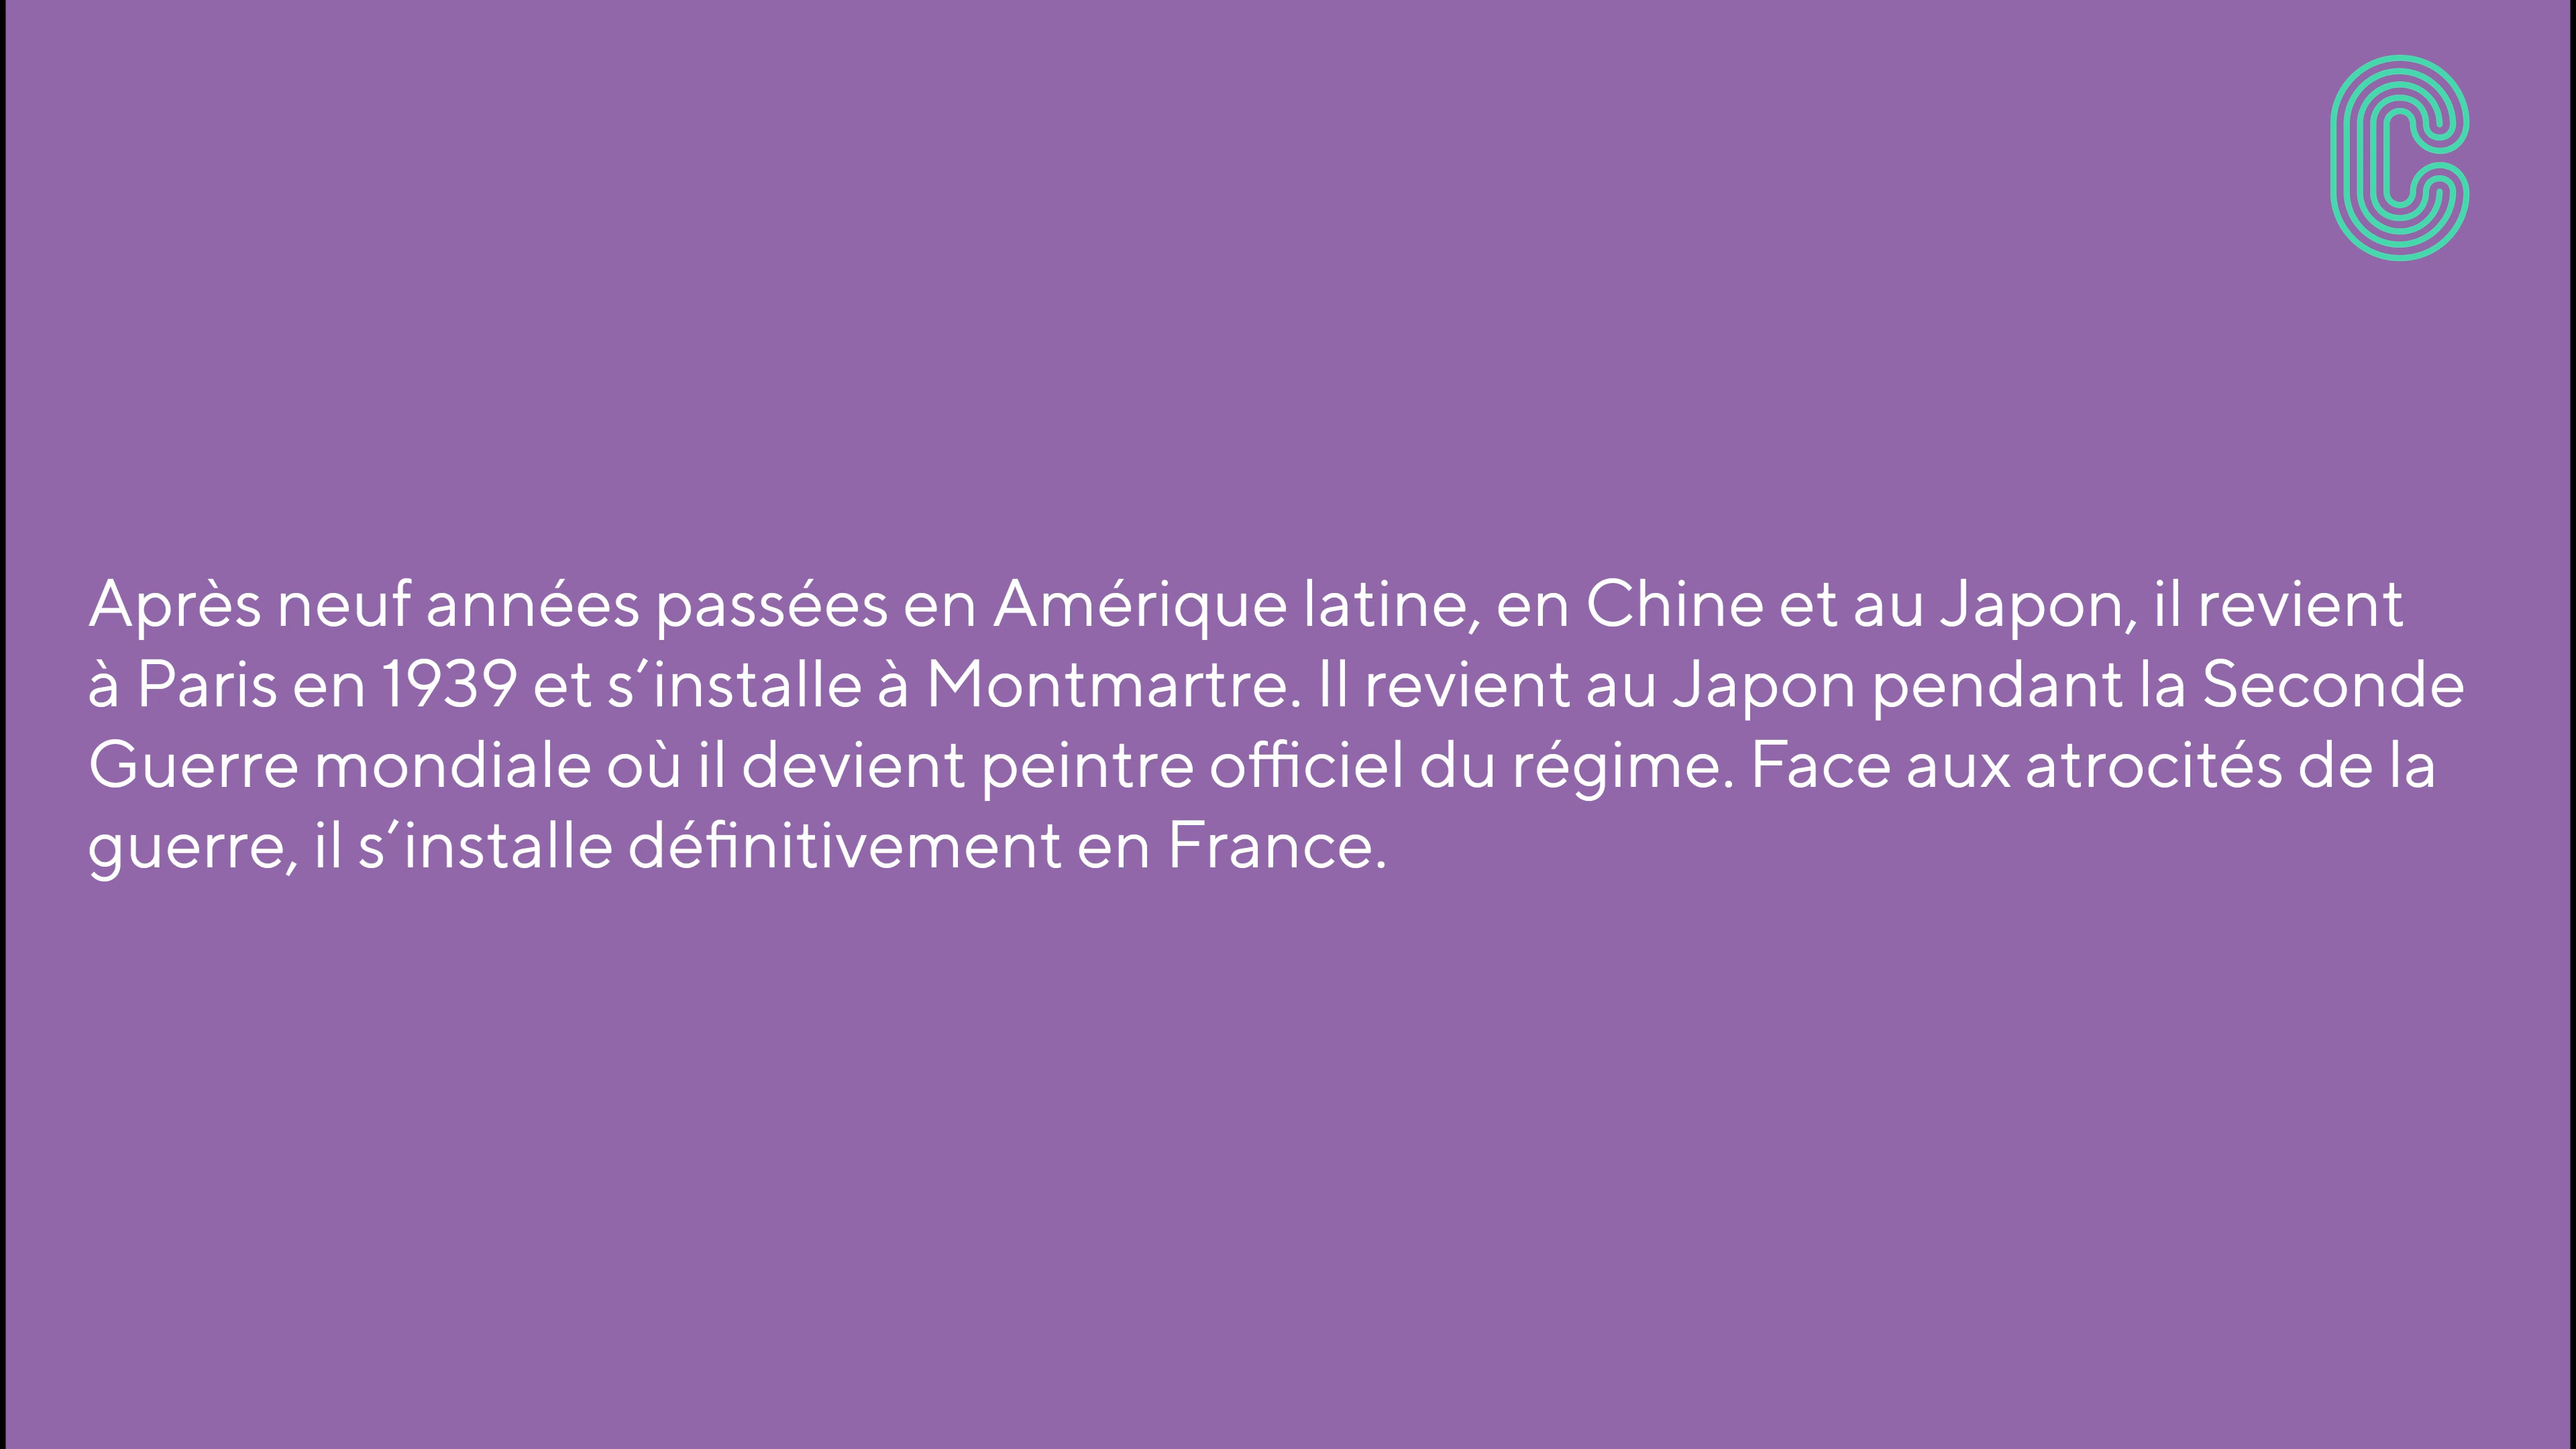 Après neuf années passées en Amérique latine, en Chine et au Japon, il revient
à Paris en 1939 et s’installe à Montmartre. Il revient au Japon pendant la Seconde
Guerre mondiale où il devient peintre officiel du régime. Face aux atrocités de la
guerre, il s’installe définitivement en France.